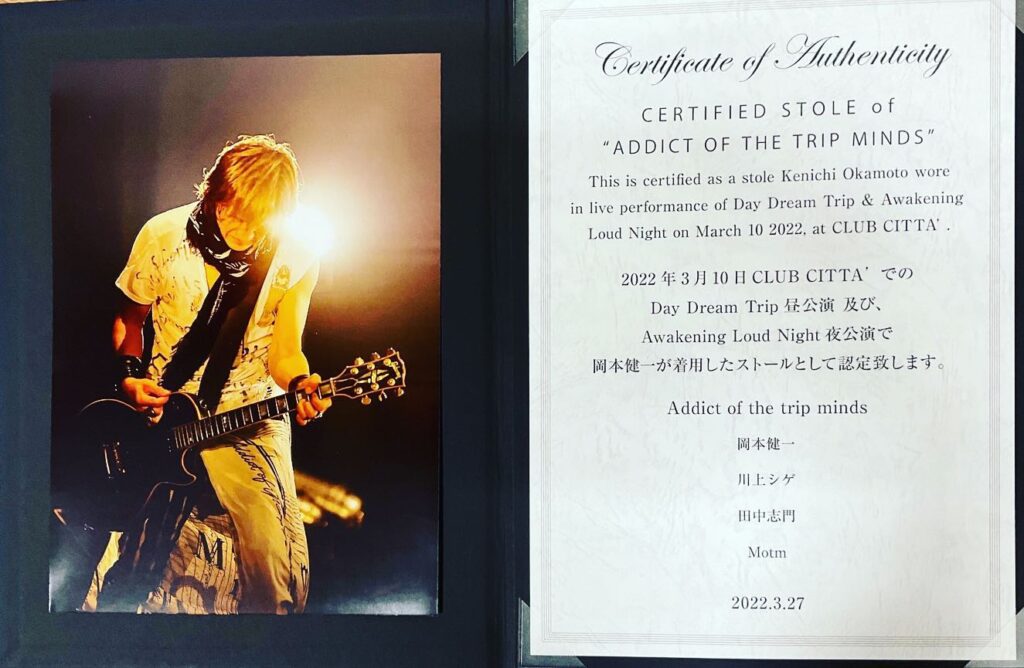 Certificate of Authenticity
CERTIFIED STOLE of
“ADDICT OF THE TRIP MINDS”
This is certified as a stole Kenichi Okamoto wore
in live performance of Day Dream Trip & Awakening
Loud Night on March 10 2022, at CLUB CITTA’.
2022年3月10日CLUB CITTA’での
Day Dream Trip 昼公演 及び、
Awakening Loud Night 夜公演で
岡本健一が着用したストールとして認定致します。
Addict of the trip minds
岡本健一
川上シゲ
田中志門
Motm
2022.3.27
M